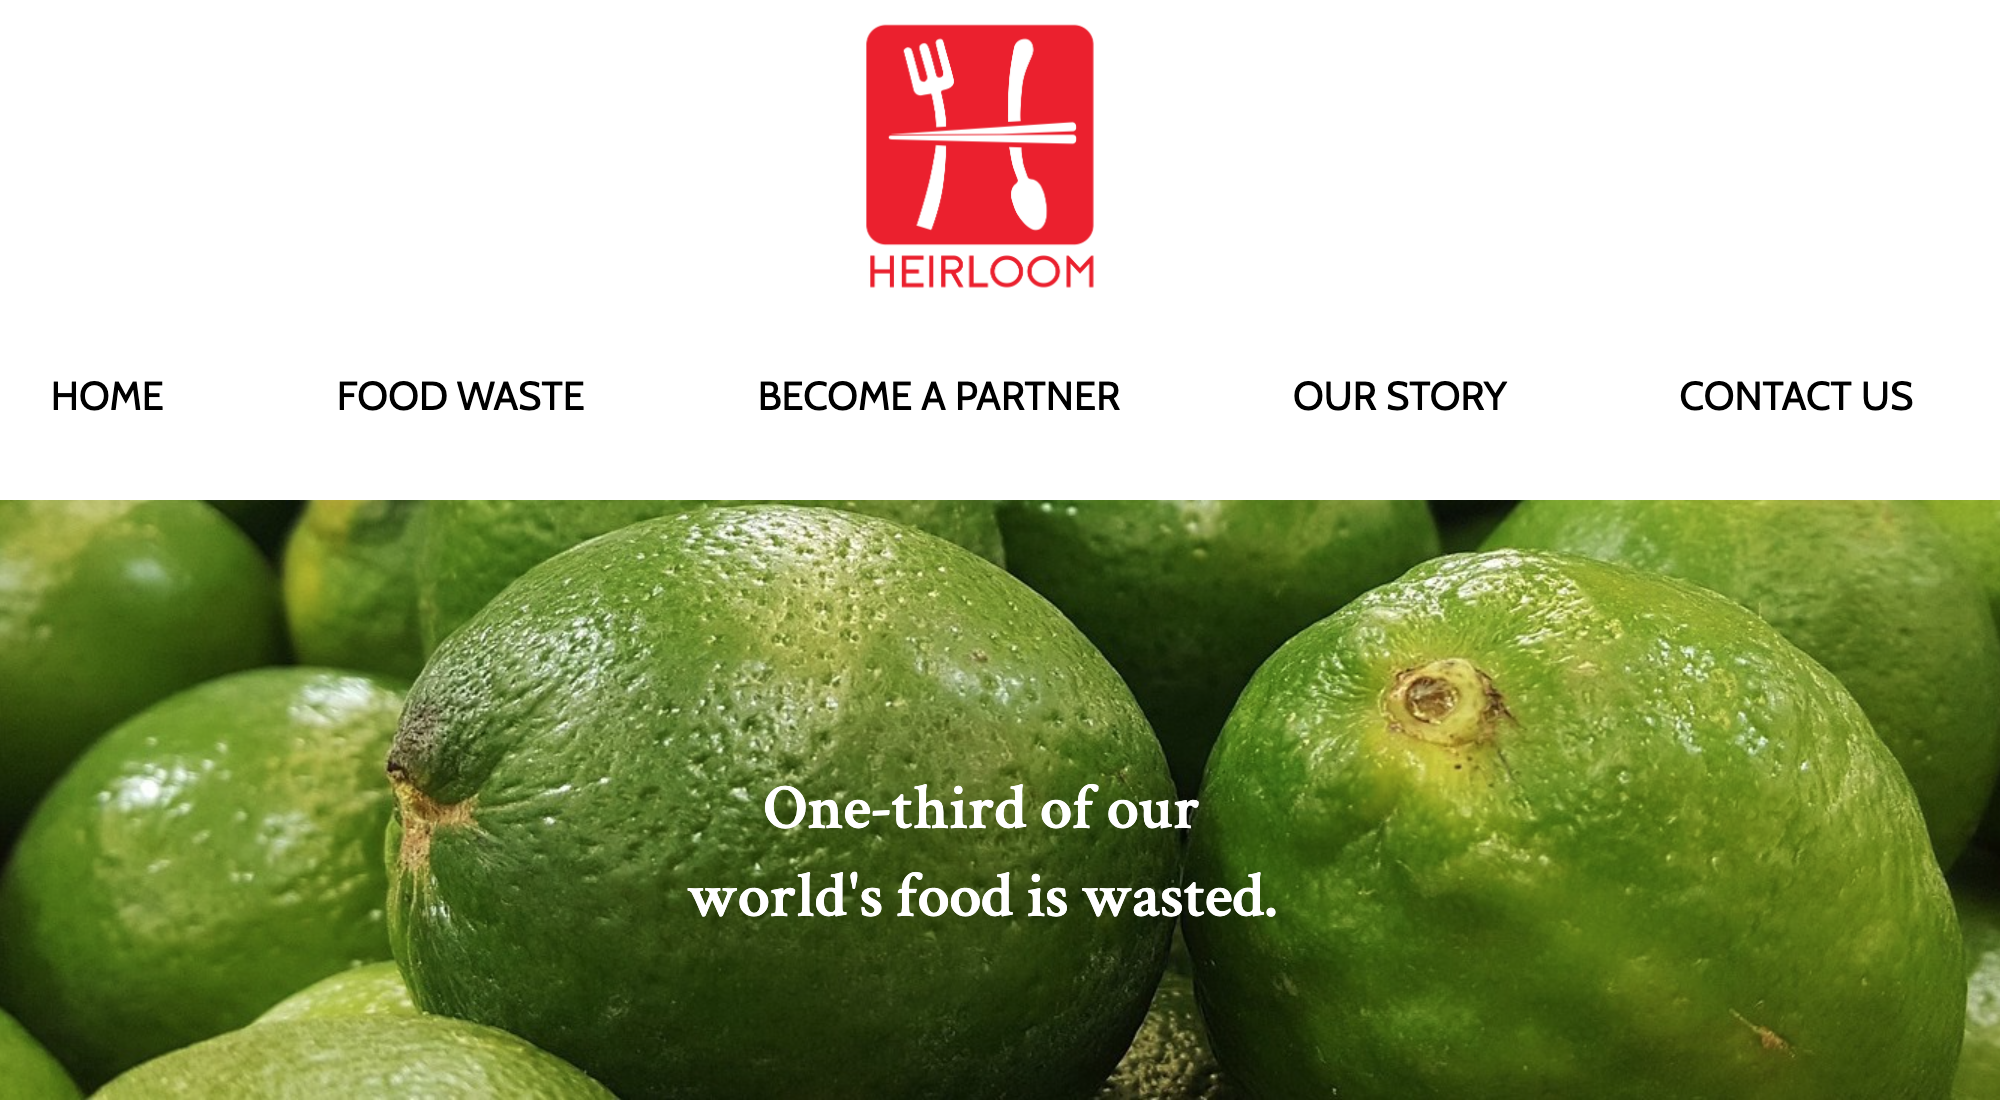 HEIRLOOM
HOME FOOD WASTE BECOME A PARTNER OUR STORY CONTACT US
One-third of our
world's food is wasted.